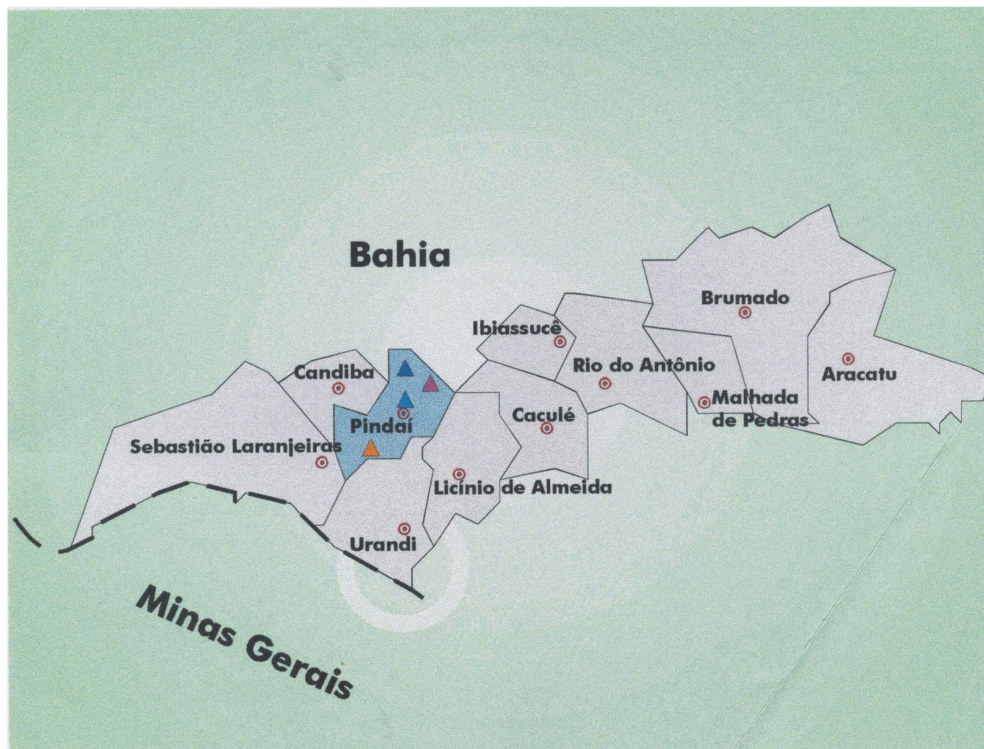 Bahia
Brumado
Ibiassucê
Rio do Antônio
Aracatu
Candiba
Malhada
de Pedras
Caculé
Pindaí
Sebastião Laranjeiras
Licínio de Almeida
Urandi
Minas Gerais